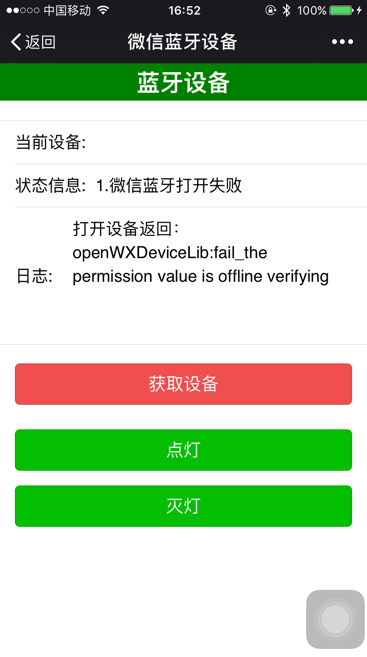 中国移动 16:52 100%
返回 微信蓝牙设备
蓝牙设备
当前设备:
状态信息: 1.微信蓝牙打开失败
打开设备返回：
openWXDeviceLib:fail_the
日志: permission value is offline verifying
获取设备
点灯
灭灯